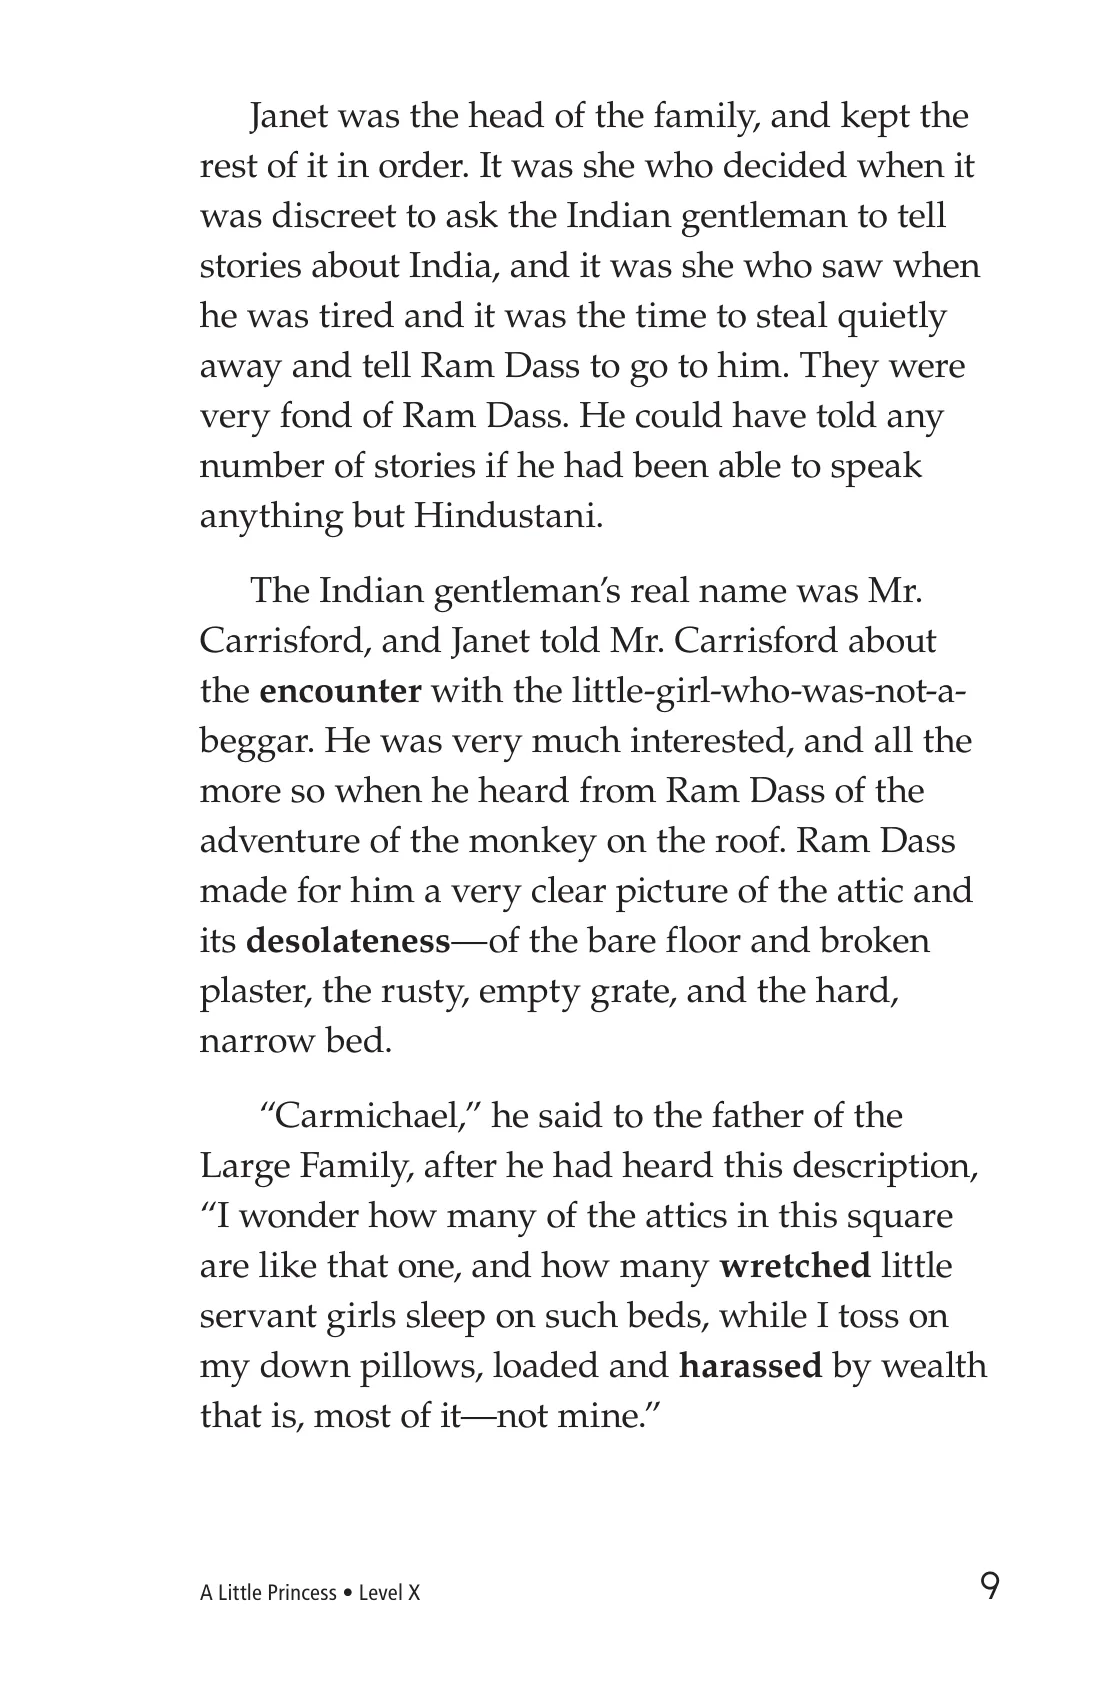 Janet was the head of the family, and kept the
rest of it in order. It was she who decided when it
was discreet to ask the Indian gentleman to tell
stories about India, and it was she who saw when
he was tired and it was the time to steal quietly
away and tell Ram Dass to go to him. They were
very fond of Ram Dass. He could have told any
number of stories if he had been able to speak
anything but Hindustani.
The Indian gentleman’s real name was Mr.
Carrisford, and Janet told Mr. Carrisford about
the encounter with the little-girl-who-was-not-a-
beggar. He was very much interested, and all the
more so when he heard from Ram Dass of the
adventure of the monkey on the roof. Ram Dass
made for him a very clear picture of the attic and
its desolateness—of the bare floor and broken
plaster, the rusty, empty grate, and the hard,
narrow bed.
“Carmichael,” he said to the father of the
Large Family, after he had heard this description,
“I wonder how many of the attics in this square
are like that one, and how many wretched little
servant girls sleep on such beds, while I toss on
my down pillows, loaded and harassed by wealth
that is, most of it—not mine.”
A Little Princess • Level X
9